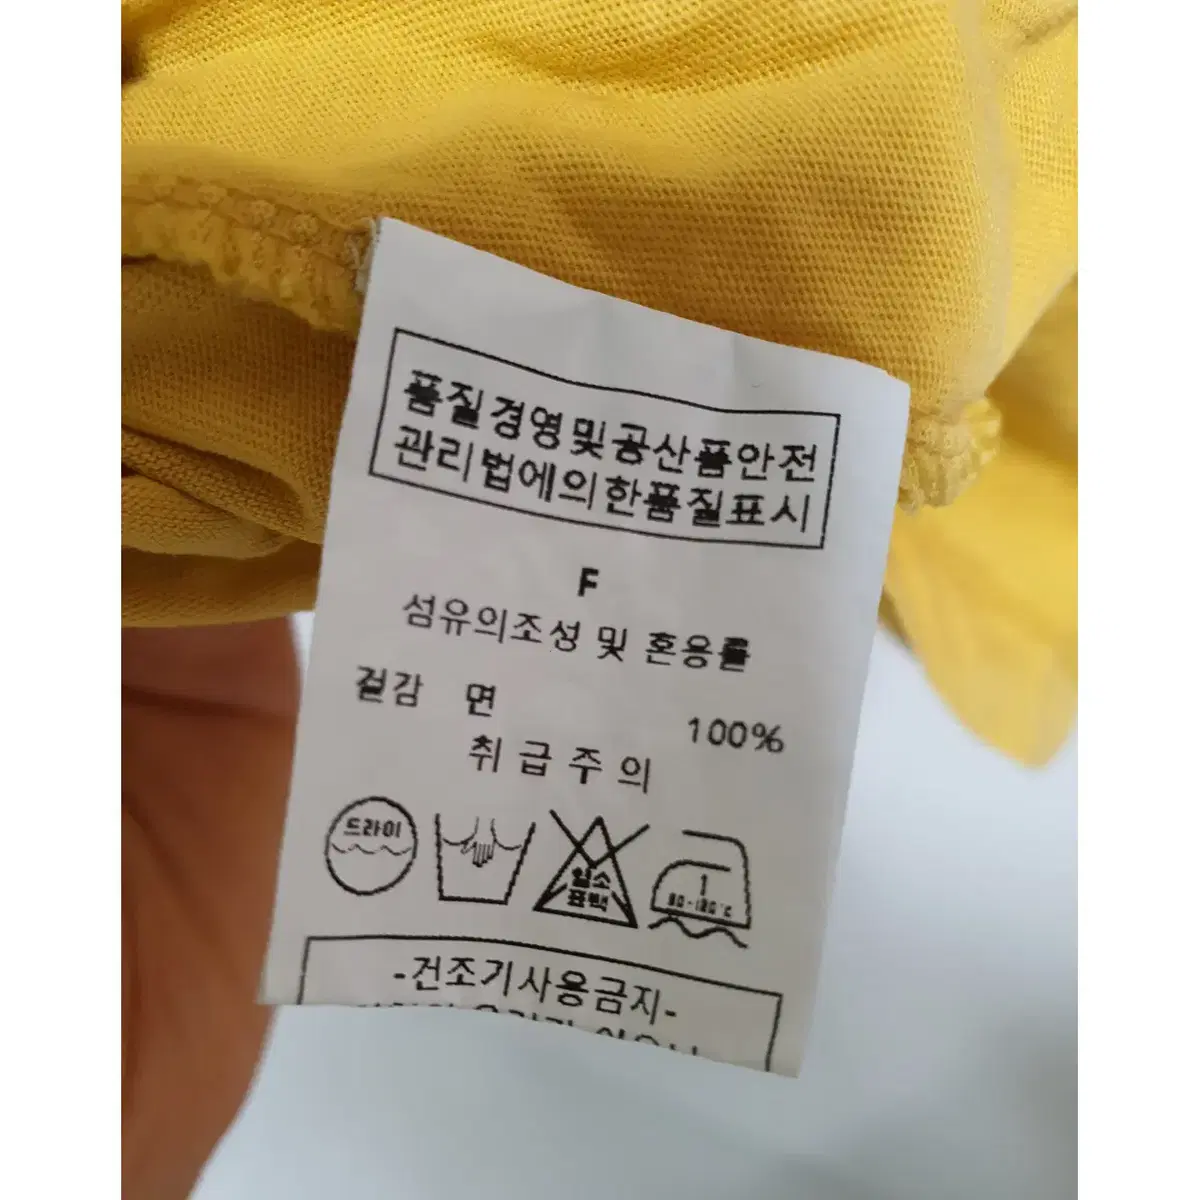 품질경영및공산품안전
관리법에의한품질표시
F
섬유의조성 및 혼용률
겉감 면 100%
취급주의
드라이
염소
표백
1
80-120°C
-건조기사용금지-